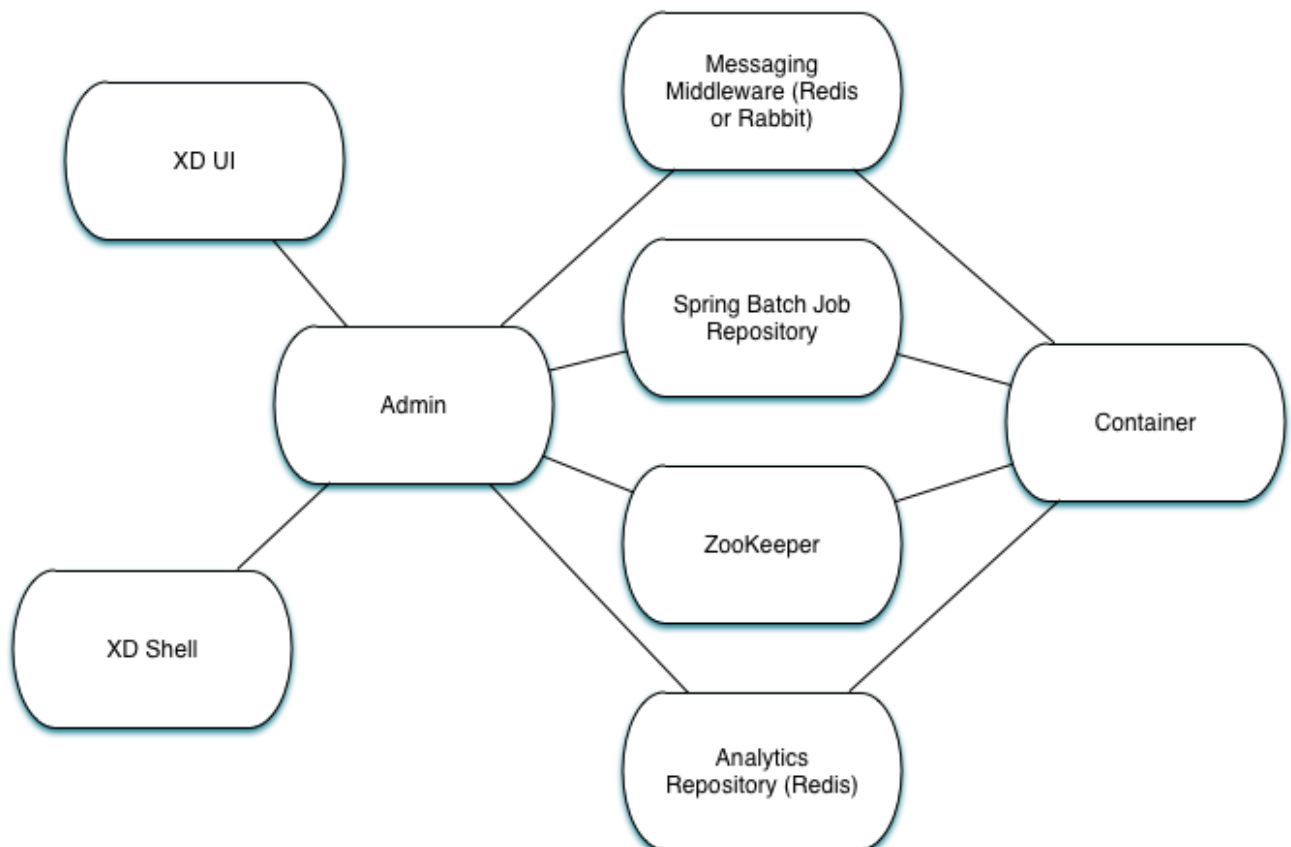 Messaging
Middleware (Redis
or Rabbit)
XD UI
Spring Batch Job
Repository
Admin
Container
ZooKeeper
XD Shell
Analytics
Repository (Redis)